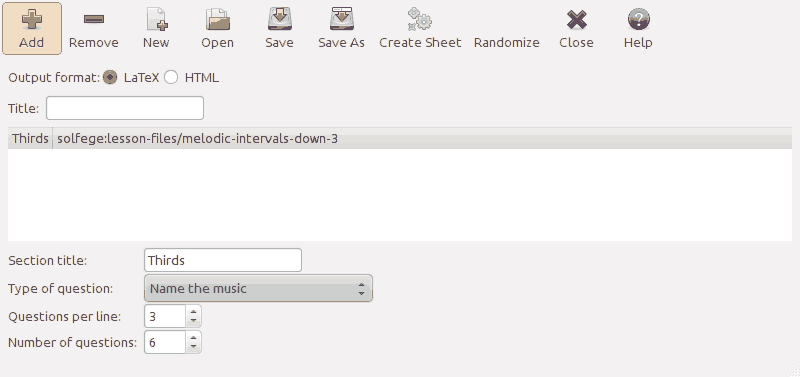 Add Remove New Open Save Save As Create Sheet Randomize Close Help
Output format: LaTeX HTML
Title:
Thirds solfege:lesson-files/melodic-intervals-down-3
Section title: Thirds
Type of question: Name the music
Questions per line: 3
Number of questions: 6